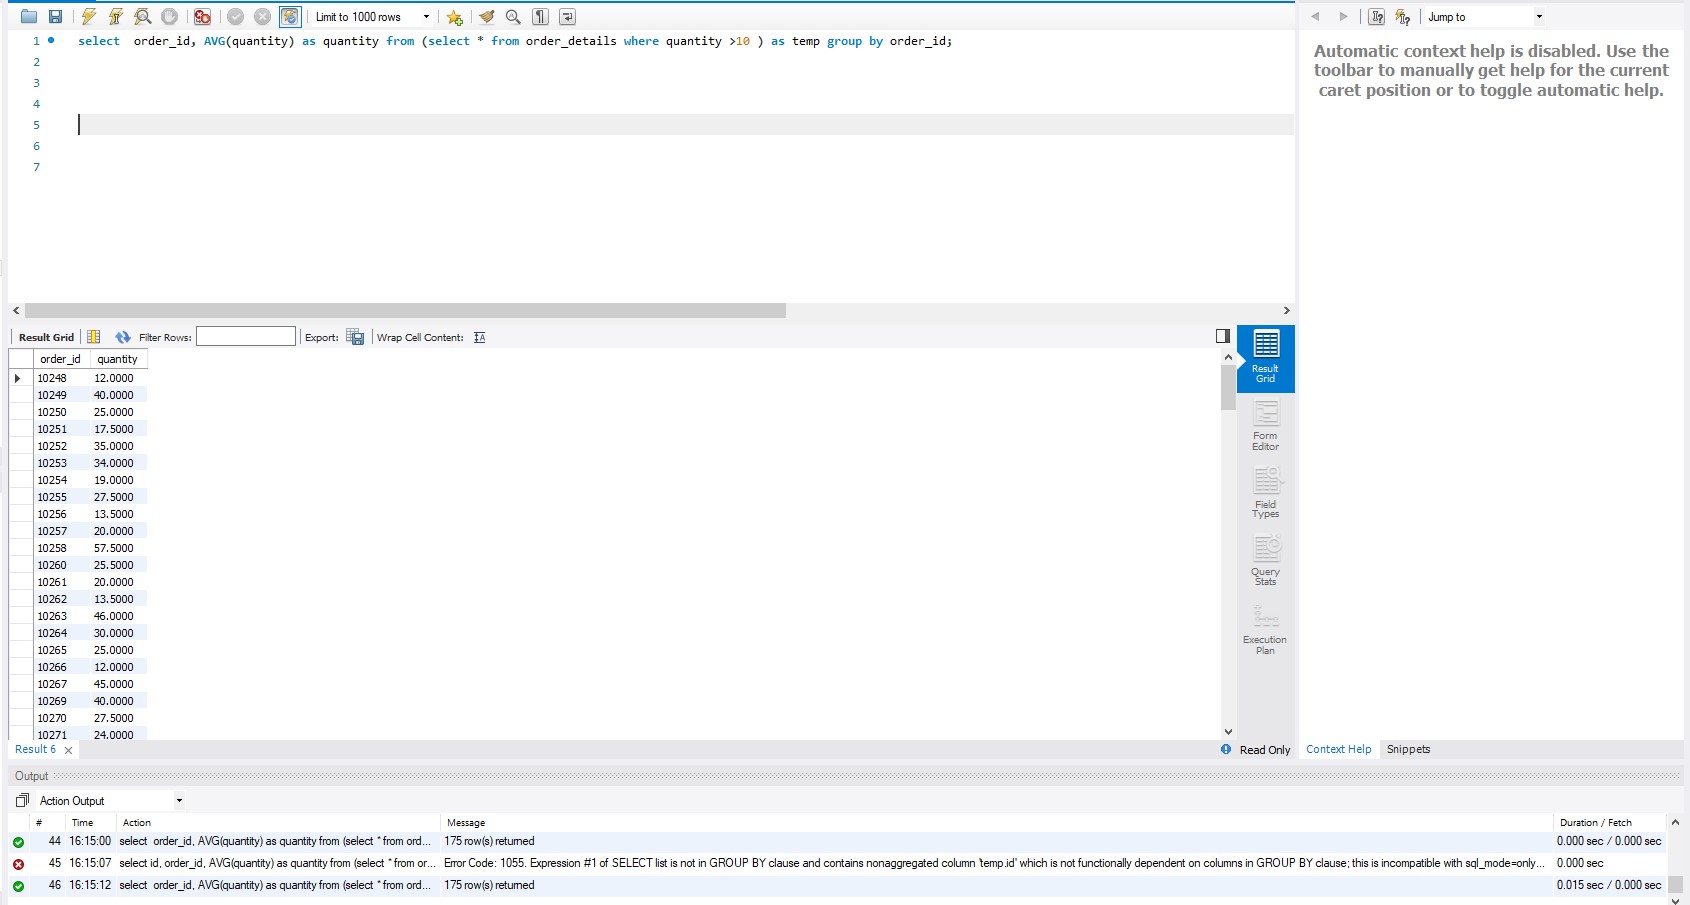 Limit to 1000 rows
Jump to
1 select  order_id, AVG(quantity) as quantity from (select * from order_details where quantity >10 ) as temp group by order_id;
2
3
4
5
6
7
Automatic context help is disabled. Use the
toolbar to manually get help for the current
caret position or to toggle automatic help.
Result Grid Filter Rows: Export: Wrap Cell Content:
order_id quantity
10248 12.0000
10249 40.0000
10250 25.0000
10251 17.5000
10252 35.0000
10253 34.0000
10254 19.0000
10255 27.5000
10256 13.5000
10257 20.0000
10258 57.5000
10260 25.5000
10261 20.0000
10262 13.5000
10263 46.0000
10264 30.0000
10265 25.0000
10266 12.0000
10267 45.0000
10269 40.0000
10270 27.5000
10271 24.0000
Result
Grid
Form
Editor
Field
Types
Query
Stats
Execution
Plan
Result 6
Read Only
Context Help Snippets
Output
Action Output
# Time Action Message Duration / Fetch
44 16:15:00 select  order_id, AVG(quantity) as quantity from (select * from ord... 175 row(s) returned 0.000 sec / 0.000 sec
45 16:15:07 select id, order_id, AVG(quantity) as quantity from (select * from or... Error Code: 1055. Expression #1 of SELECT list is not in GROUP BY clause and contains nonaggregated column 'temp.id' which is not functionally dependent on columns in GROUP BY clause; this is incompatible with sql_mode=only... 0.000 sec
46 16:15:12 select  order_id, AVG(quantity) as quantity from (select * from ord... 175 row(s) returned 0.015 sec / 0.000 sec